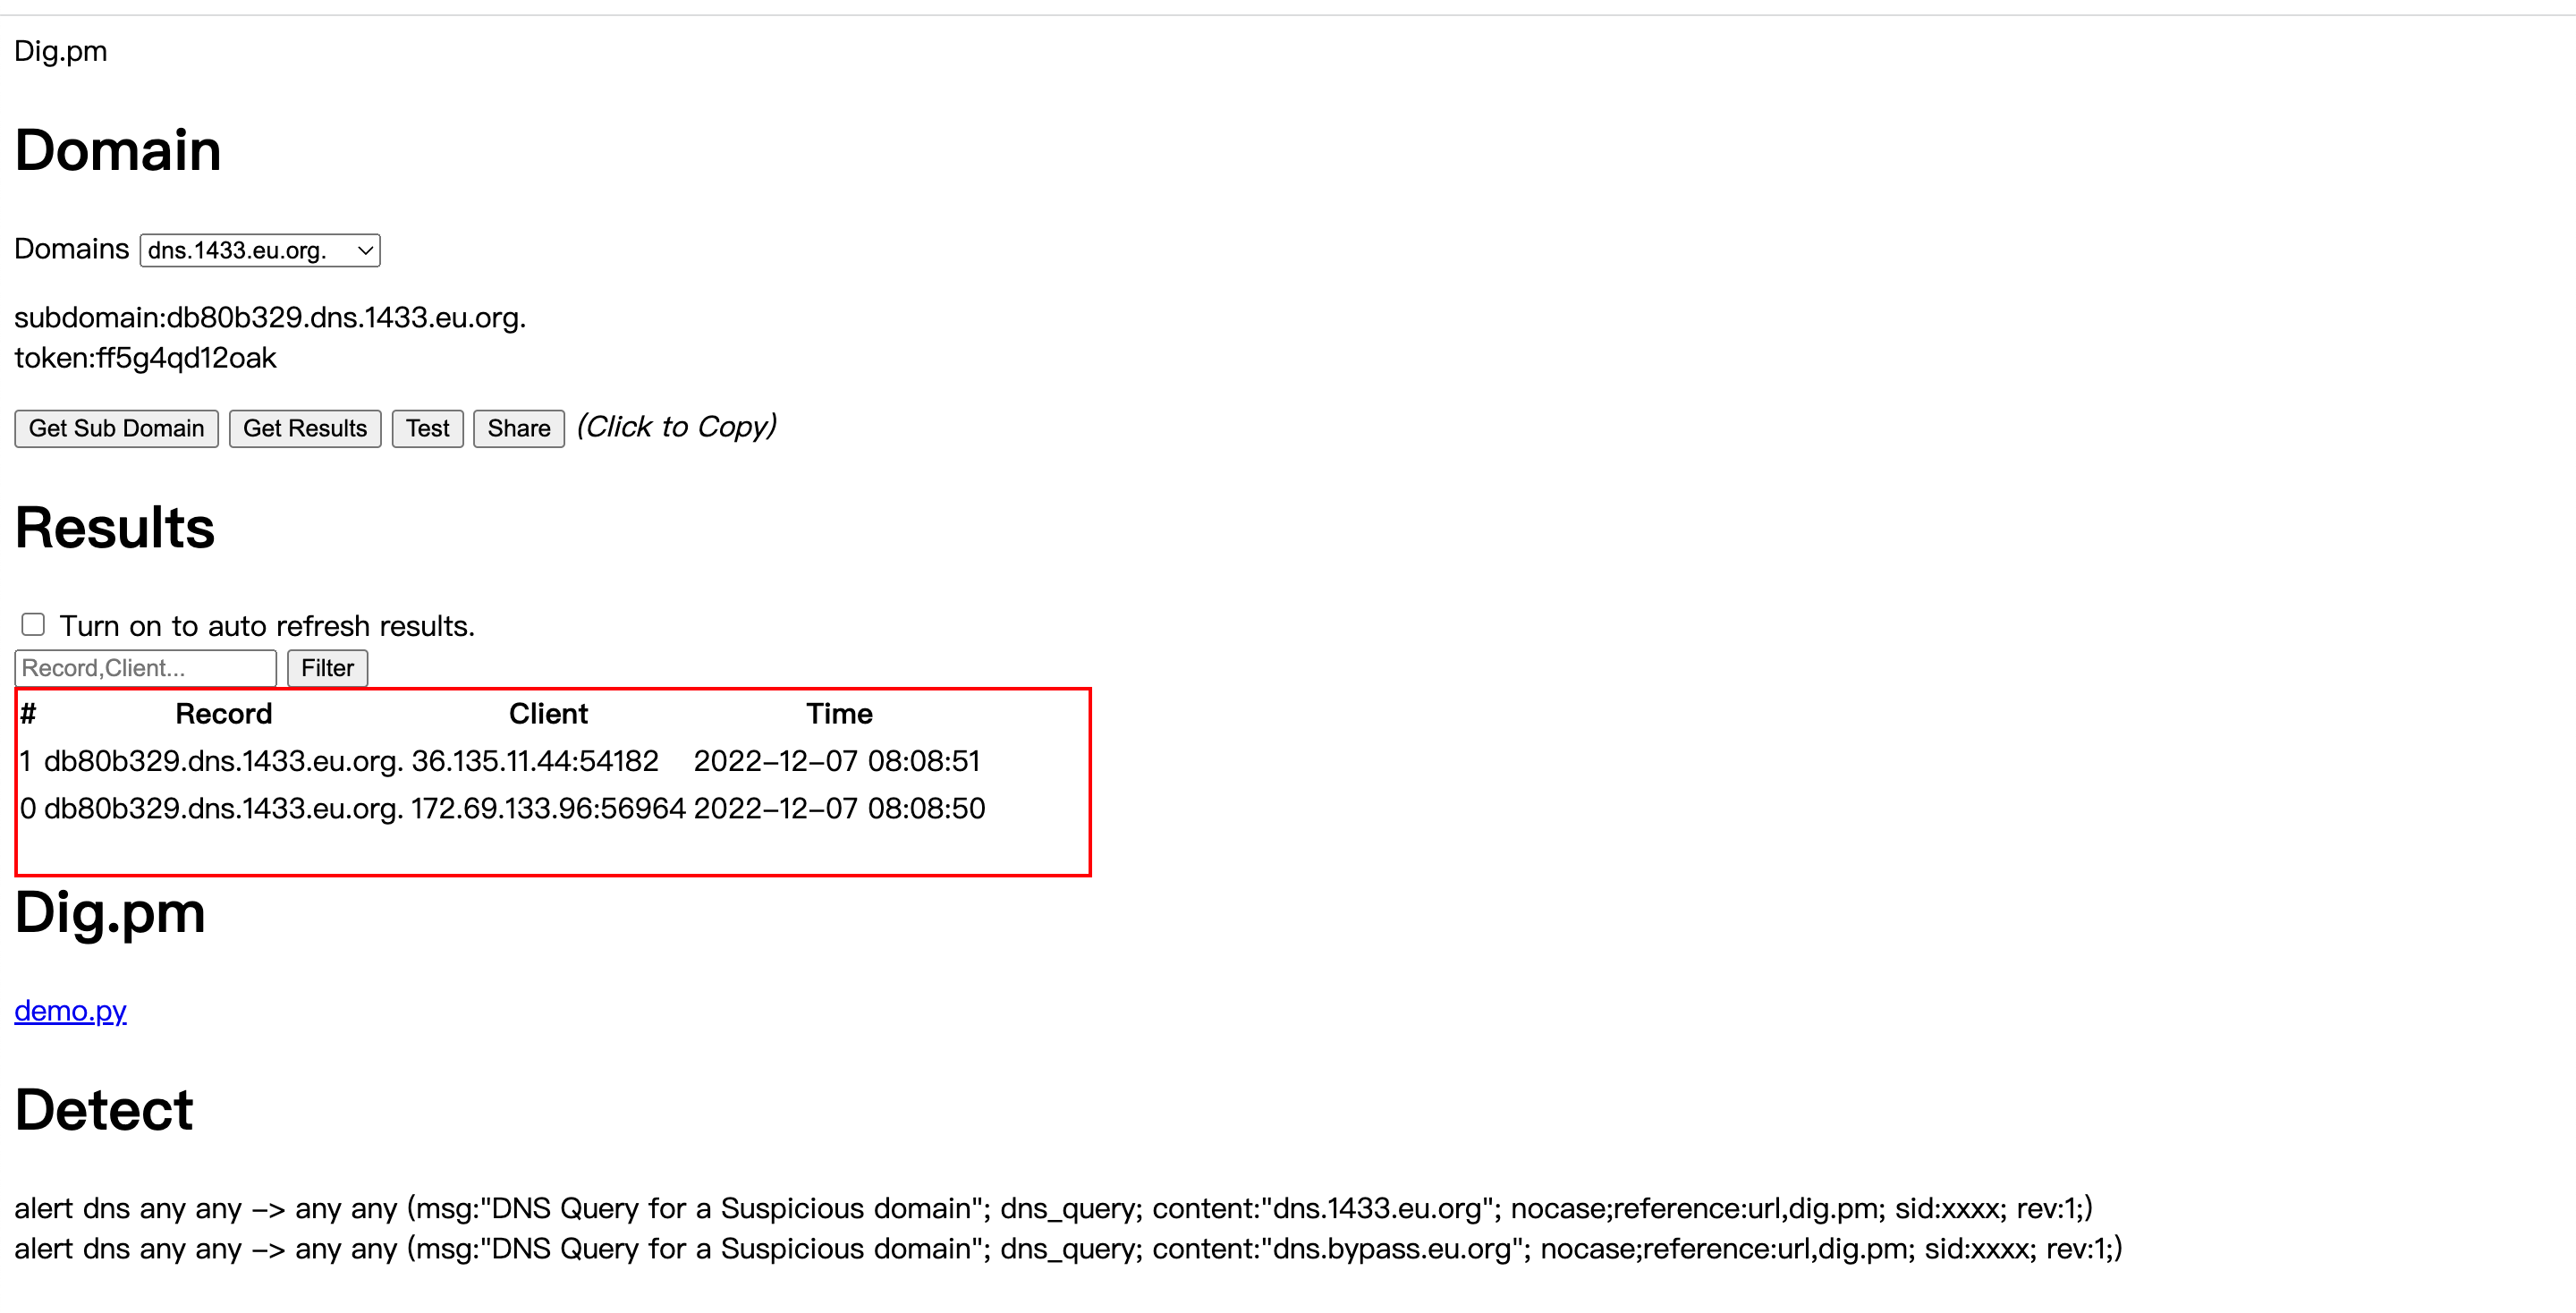 Dig.pm
Domain
Domains dns.1433.eu.org.
subdomain:db80b329.dns.1433.eu.org.
token:ff5g4qd12oak
Get Sub Domain Get Results Test Share (Click to Copy)
Results
Turn on to auto refresh results.
Record,Client... Filter
# Record Client Time
1 db80b329.dns.1433.eu.org. 36.135.11.44:54182 2022-12-07 08:08:51
0 db80b329.dns.1433.eu.org. 172.69.133.96:56964 2022-12-07 08:08:50
Dig.pm
demo.py
Detect
alert dns any any -> any any (msg:"DNS Query for a Suspicious domain"; dns_query; content:"dns.1433.eu.org"; nocase;reference:url,dig.pm; sid:xxxx; rev:1;)
alert dns any any -> any any (msg:"DNS Query for a Suspicious domain"; dns_query; content:"dns.bypass.eu.org"; nocase;reference:url,dig.pm; sid:xxxx; rev:1;)